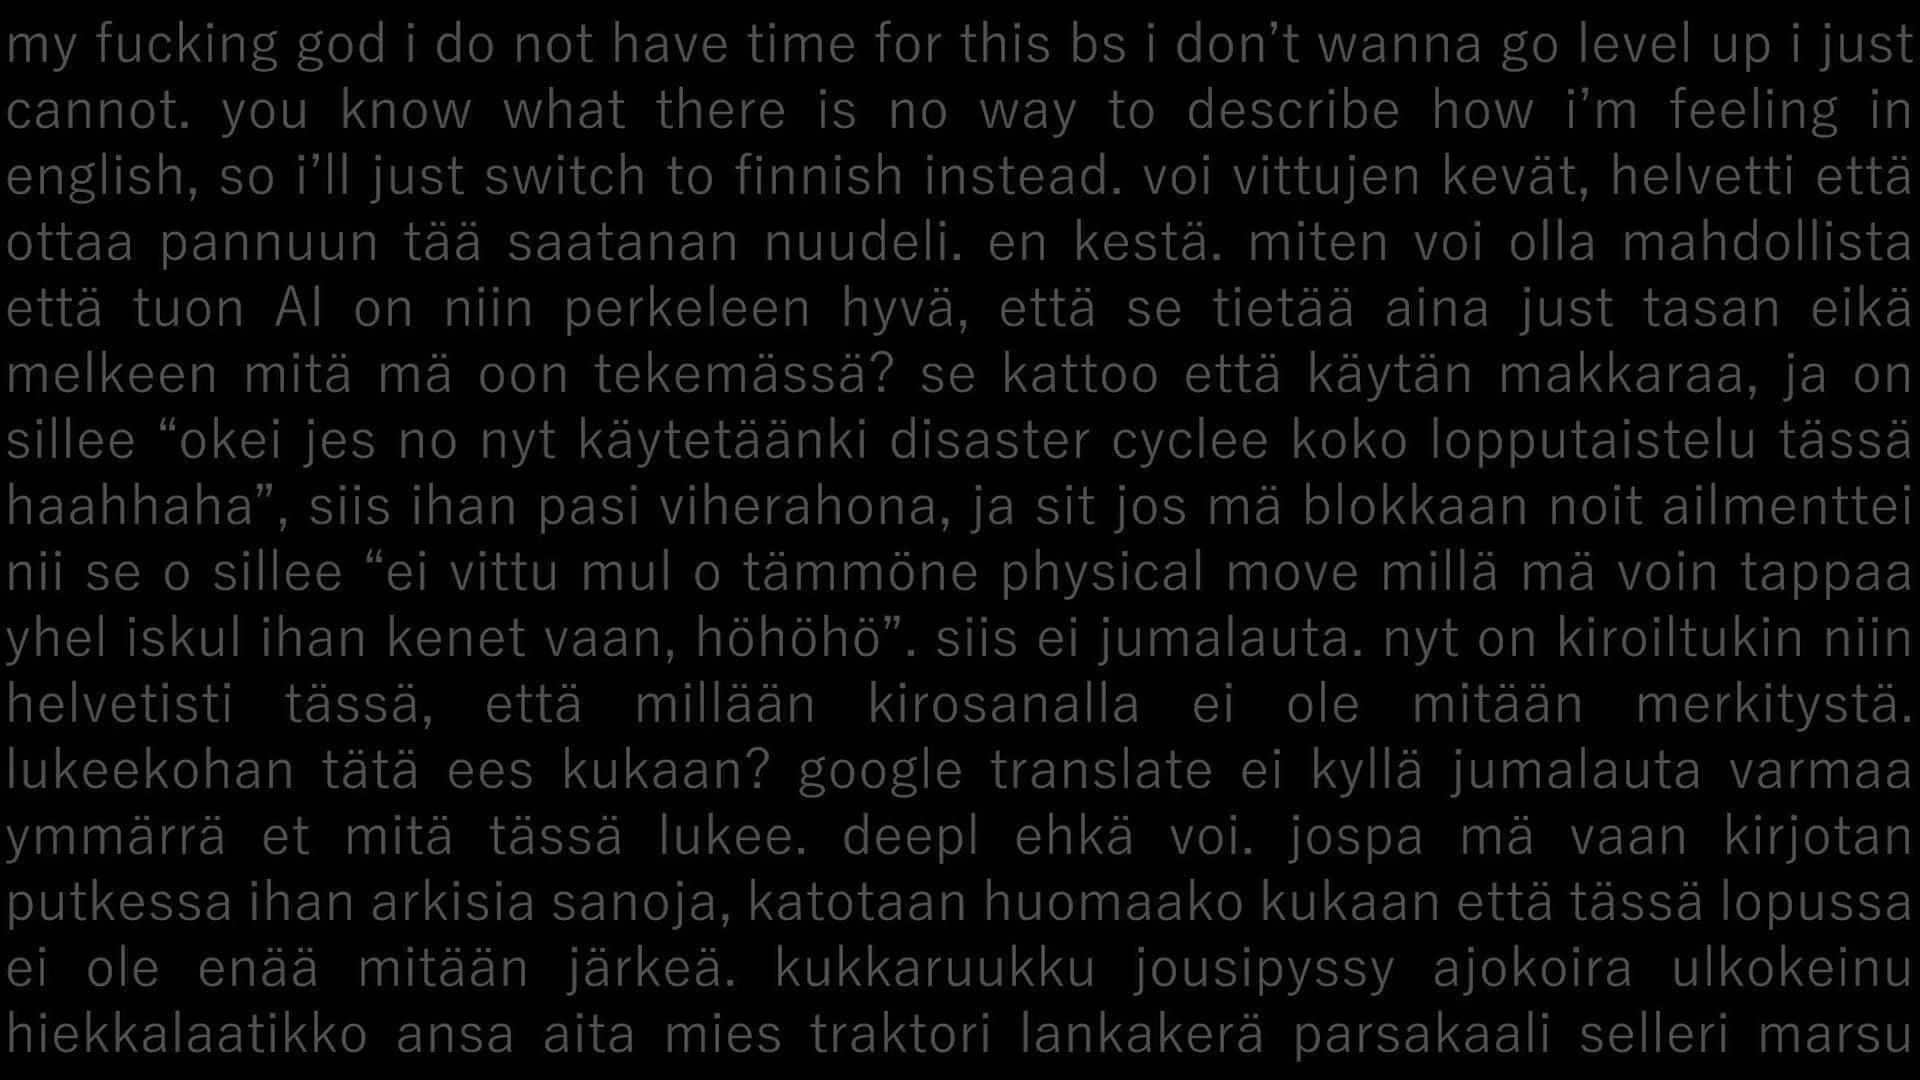 my fucking god i do not have time for this bs i don’t wanna go level up i just
cannot. you know what there is no way to describe how i’m feeling in
english, so i’ll just switch to finnish instead. voi vittujen kevät, helvetti että
ottaa pannuun tää saatanan nuudeli. en kestä. miten voi olla mahdollista
että tuon AI on niin perkeleen hyvä, että se tietää aina just tasan eikä
melkeen mitä mä oon tekemässä? se kattoo että käytän makkaraa, ja on
sillee “okei jes no nyt käytetäänki disaster cyclee koko lopputaistelu tässä
haahhaha”, siis ihan pasi viherahona, ja sit jos mä blokkaan noit ailmenttei
nii se o sillee “ei vittu mul o tämmöne physical move millä mä voin tappaa
yhel iskul ihan kenet vaan, höhöhö”. siis ei jumalauta. nyt on kiroiltukin niin
helvetisti tässä, että millään kirosanalla ei ole mitään merkitystä.
lukeekohan tätä ees kukaan? google translate ei kyllä jumalauta varmaa
ymmärrä et mitä tässä lukee. deepl ehkä voi. jospa mä vaan kirjotan
putkessa ihan arkisia sanoja, katotaan huomaako kukaan että tässä lopussa
ei ole enää mitään järkeä. kukkaruukku jousipyssy ajokoira ulkokeinu
hiekkalaatikko ansa aita mies traktori lankakerä parsakaali selleri marsu